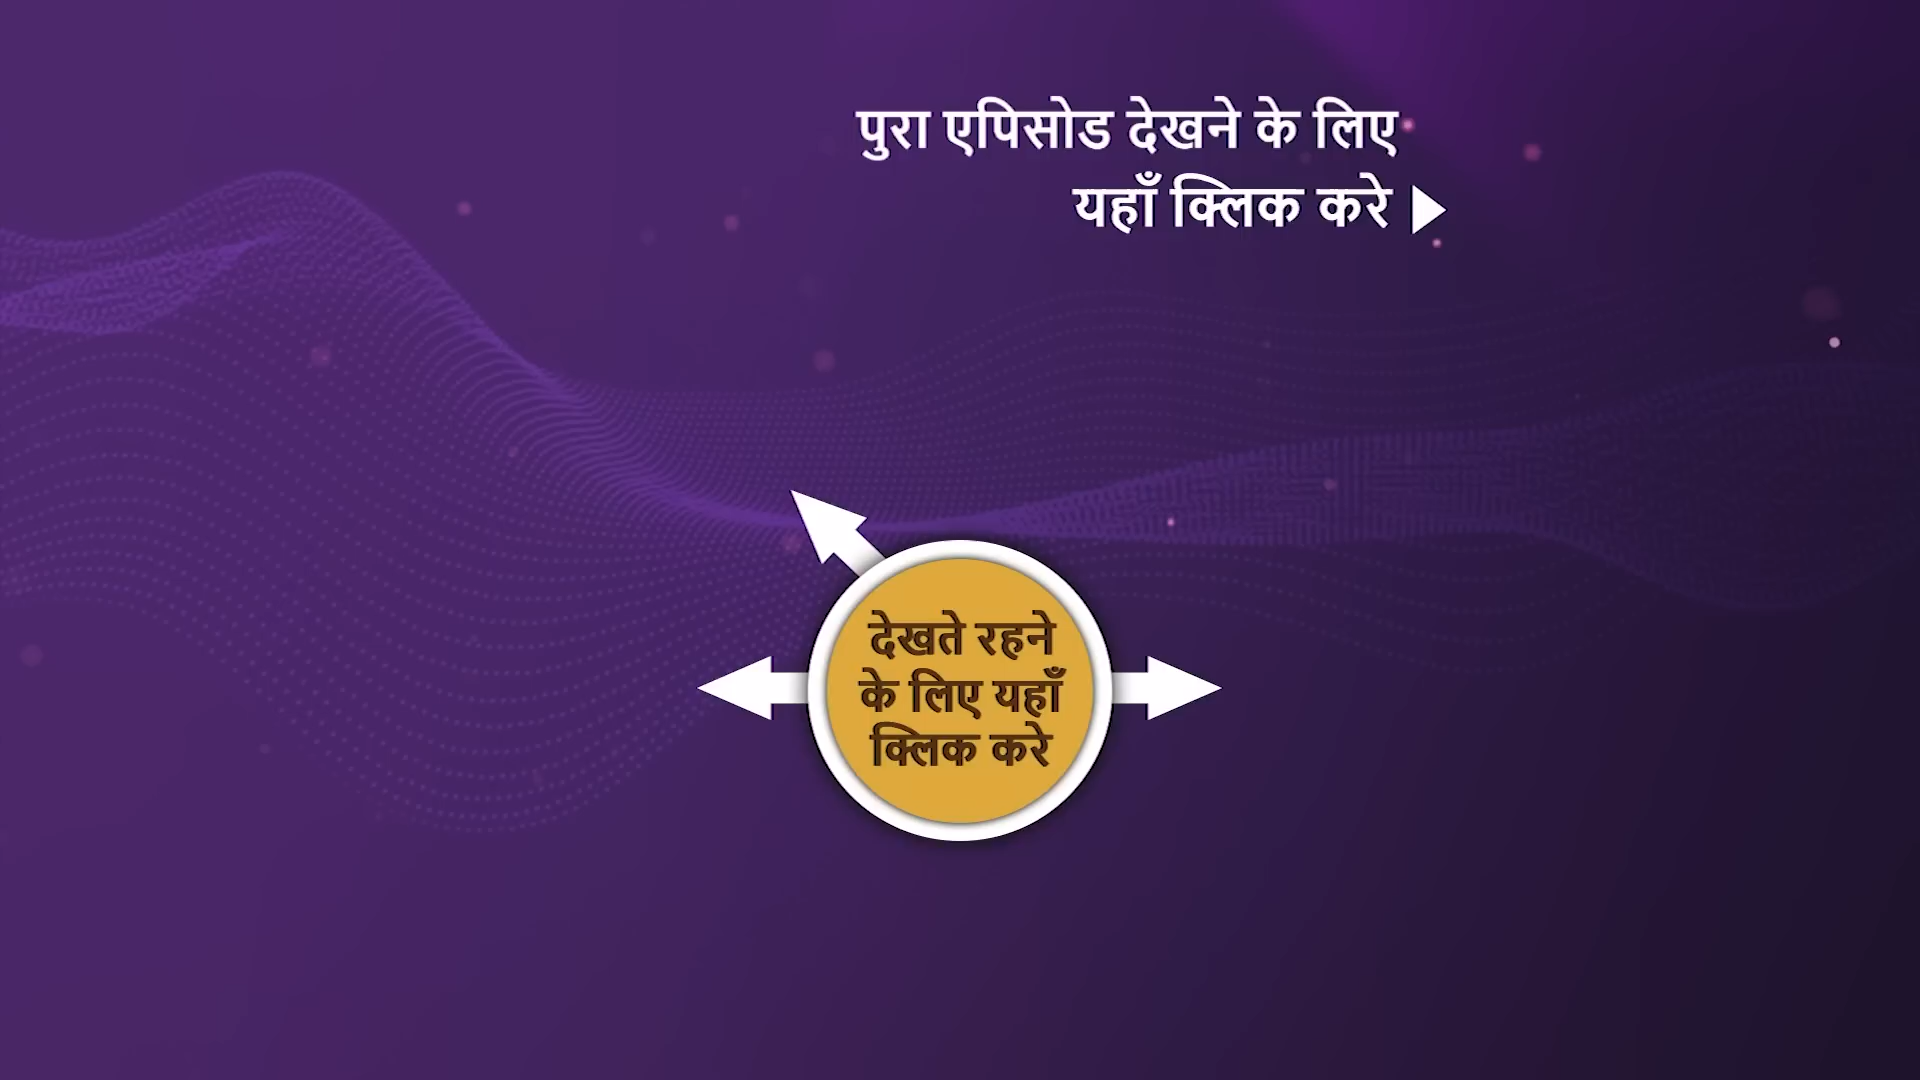 पुरा एपिसोड देखने के लिए
यहाँ क्लिक करे
देखते रहने
के लिए यहाँ
क्लिक करे